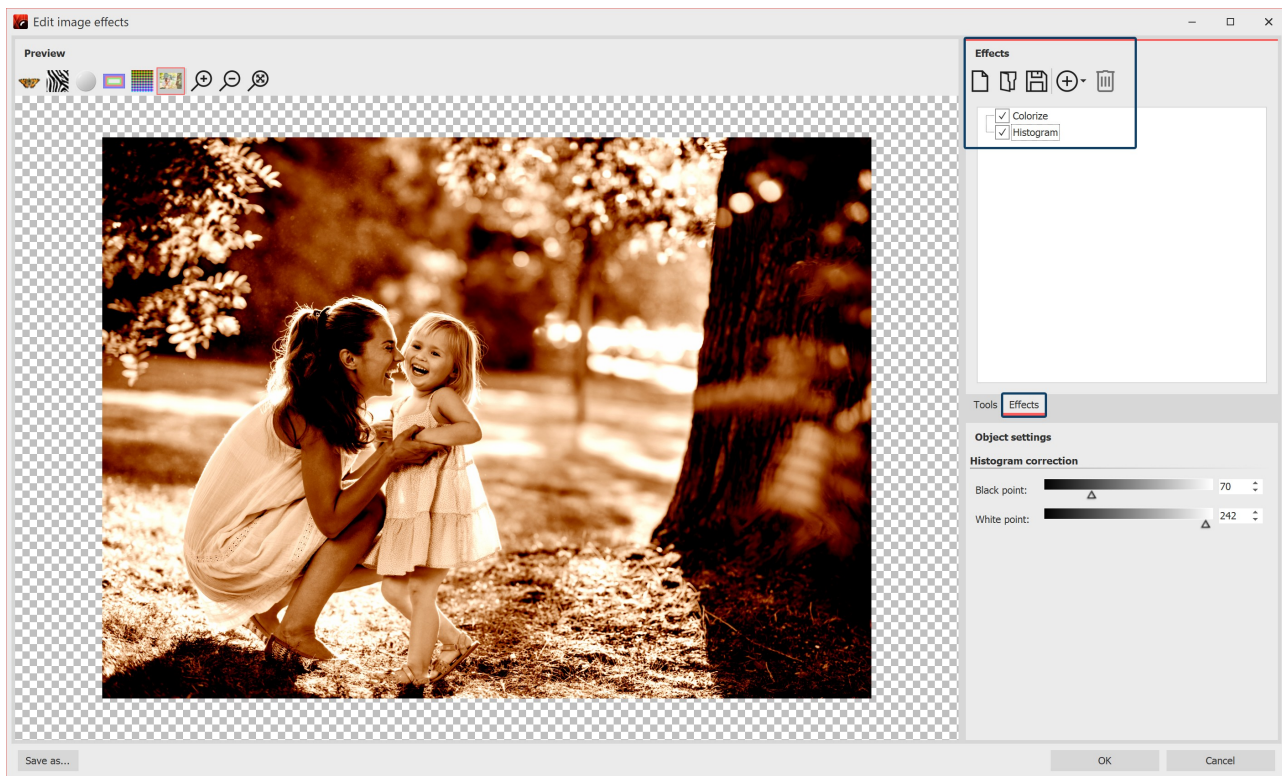 Edit image effects
Preview
Effects
Colorize
Histogram
Tools
Effects
Object settings
Histogram correction
Black point:
70
White point:
242
Save as...
OK
Cancel